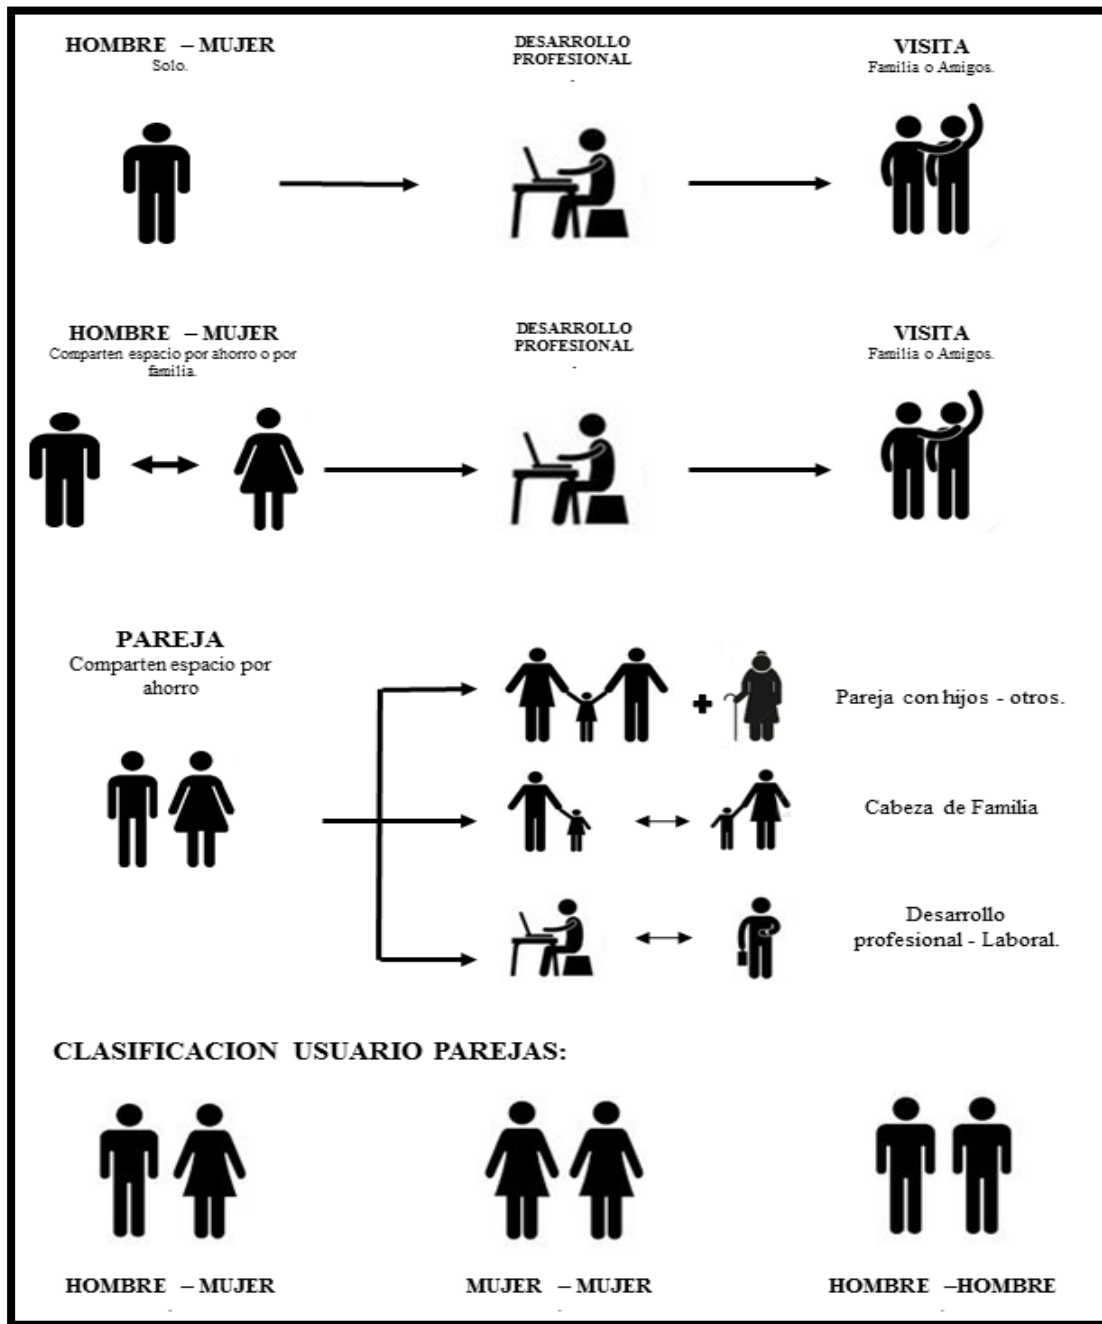 HOMBRE – MUJER
Solo.
DESARROLLO
PROFESIONAL
-
VISITA
Familia o Amigos.
HOMBRE – MUJER
Comparten espacio por ahorro o por
familia.
DESARROLLO
PROFESIONAL
-
VISITA
Familia o Amigos.
PAREJA
Comparten espacio por
ahorro
Pareja con hijos - otros.
Cabeza de Familia
Desarrollo
profesional - Laboral.
CLASIFICACION USUARIO PAREJAS:
HOMBRE – MUJER
-
MUJER – MUJER
-
HOMBRE –HOMBRE
-